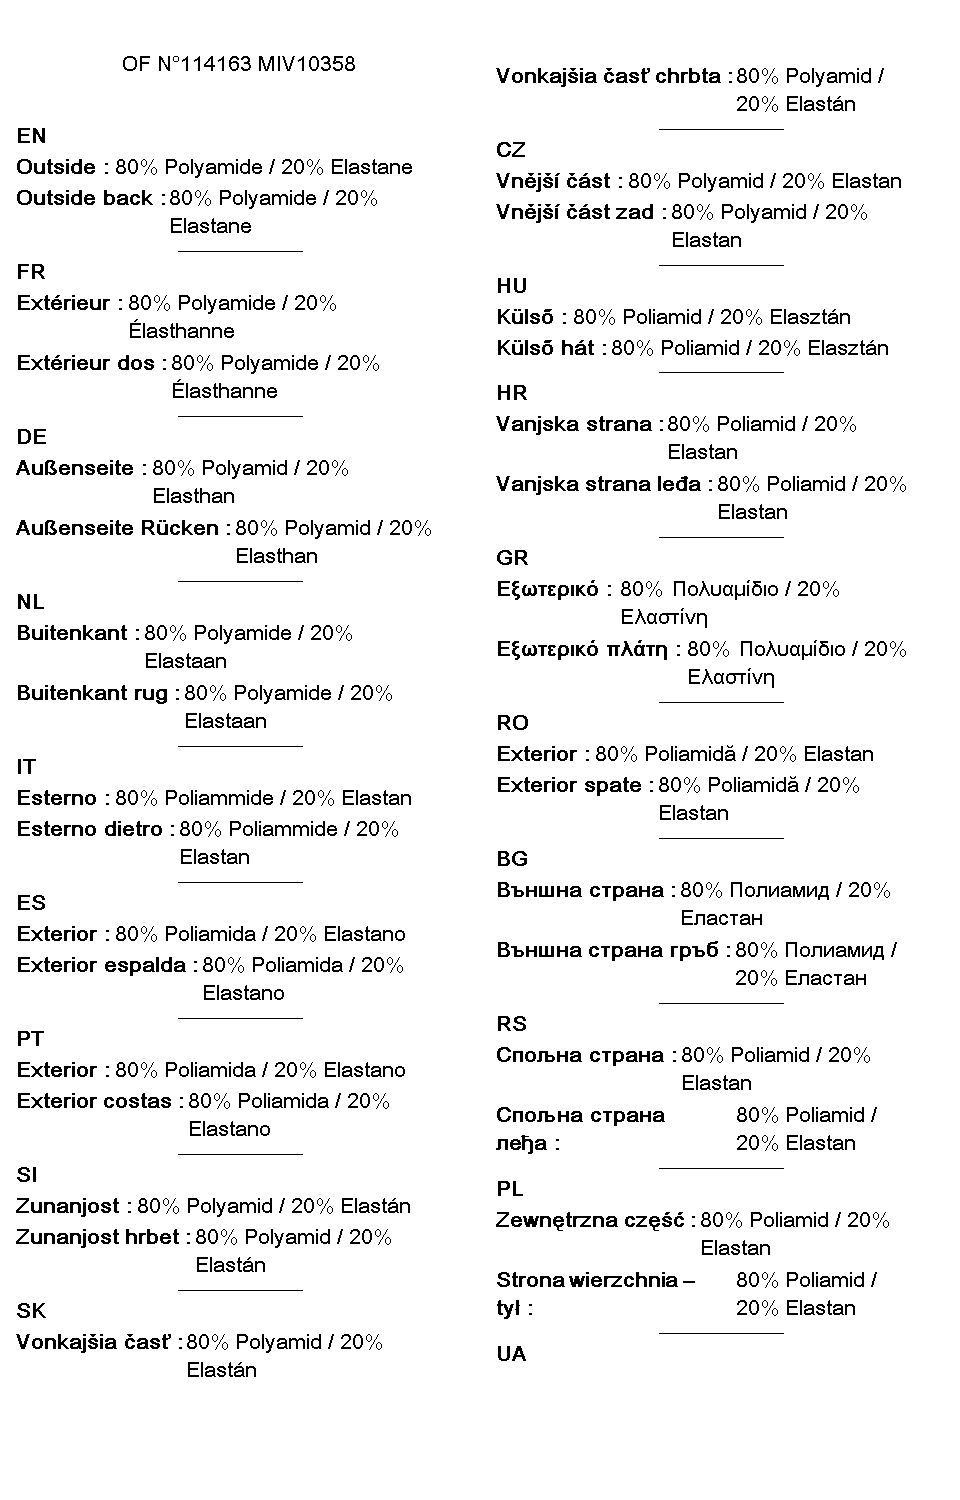 OF N°114163 MIV10358
EN
Outside : 80% Polyamide / 20% Elastane
Outside back : 80% Polyamide / 20%
Elastane
FR
Extérieur : 80% Polyamide / 20%
Élasthanne
Extérieur dos : 80% Polyamide / 20%
Élasthanne
DE
Außenseite : 80% Polyamid / 20%
Elasthan
Außenseite Rücken : 80% Polyamid / 20%
Elasthan
NL
Buitenkant : 80% Polyamide / 20%
Elastaan
Buitenkant rug : 80% Polyamide / 20%
Elastaan
IT
Esterno : 80% Poliammide / 20% Elastan
Esterno dietro : 80% Poliammide / 20%
Elastan
ES
Exterior : 80% Poliamida / 20% Elastano
Exterior espalda : 80% Poliamida / 20%
Elastano
PT
Exterior : 80% Poliamida / 20% Elastano
Exterior costas : 80% Poliamida / 20%
Elastano
SI
Zunanjost : 80% Polyamid / 20% Elastán
Zunanjost hrbet : 80% Polyamid / 20%
Elastán
SK
Vonkajšia časť : 80% Polyamid / 20%
Elastán
Vonkajšia časť chrbta : 80% Polyamid /
20% Elastán
CZ
Vnější část : 80% Polyamid / 20% Elastan
Vnější část zad : 80% Polyamid / 20%
Elastan
HU
Külső : 80% Poliamid / 20% Elasztán
Külső hát : 80% Poliamid / 20% Elasztán
HR
Vanjska strana : 80% Poliamid / 20%
Elastan
Vanjska strana leđa : 80% Poliamid / 20%
Elastan
GR
Εξωτερικό : 80% Πολυαμίδιο / 20%
Ελαστίνη
Εξωτερικό πλάτη : 80% Πολυαμίδιο / 20%
Ελαστίνη
RO
Exterior : 80% Poliamidă / 20% Elastan
Exterior spate : 80% Poliamidă / 20%
Elastan
BG
Външна страна : 80% Полиамид / 20%
Еластан
Външна страна гръб : 80% Полиамид /
20% Еластан
RS
Спољна страна : 80% Poliamid / 20%
Elastan
Спољна страна 80% Poliamid /
леђа : 20% Elastan
PL
Zewnętrzna część : 80% Poliamid / 20%
Elastan
Strona wierzchnia – 80% Poliamid /
tył : 20% Elastan
UA